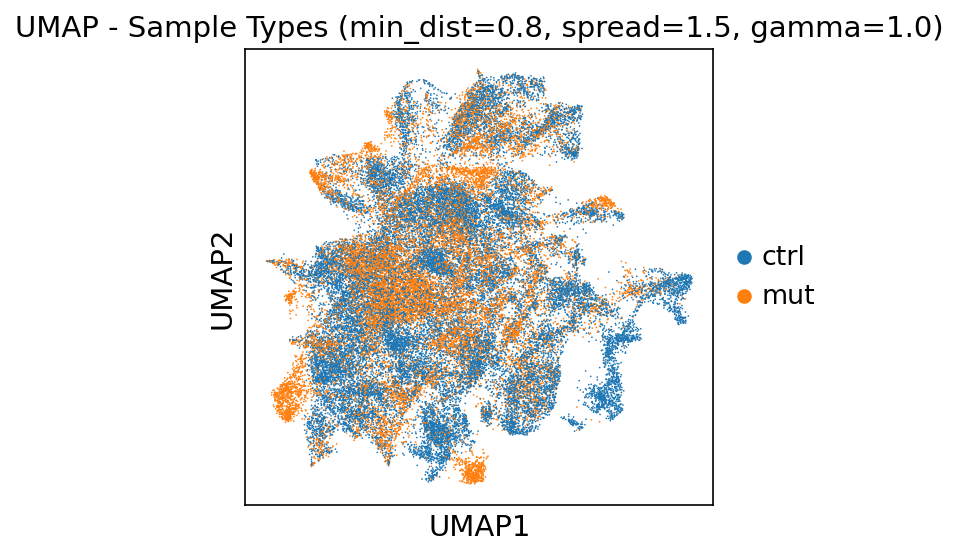 UMAP - Sample Types (min_dist=0.8, spread=1.5, gamma=1.0)
UMAP2
ctrl
mut
UMAP1